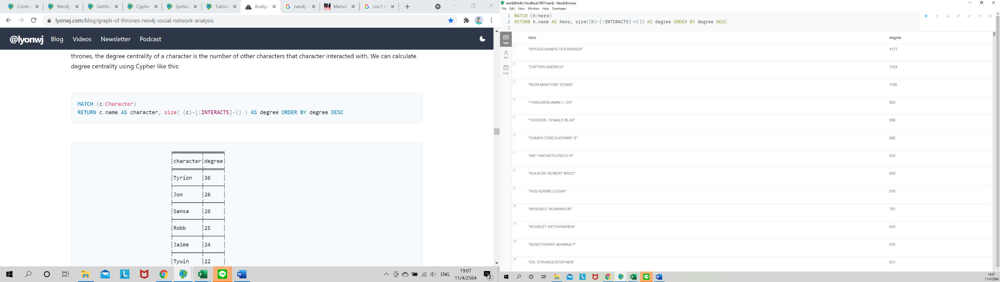 Contro
Neo4j
Getting
Cypher
Syntax
Tutoria
Analyz
neo4j r
Marvel
coc1 m
lyonwj.com/blog/graph-of-thrones-neo4j-social-network-analysis
@lyonwj Blog Videos Newsletter Podcast
thrones, the degree centrality of a character is the number of other characters that character interacted with. We can calculate
degree centrality using Cypher like this:
MATCH (c:Character)
RETURN c.name AS character, size( (c)-[:INTERACTS]-() ) AS degree ORDER BY degree DESC
character degree
Tyrion 36
Jon 26
Sansa 26
Robb 25
Jaime 24
Tywin 22
ENG
19:07
11/4/2564
2
neo4j@bolt://localhost:7687/neo4j - Neo4j Browser
File Edit View Window Help Developer
1 MATCH (h:hero)
2 RETURN h.name AS hero, size((h)-[:INTERACTS]->()) AS degree ORDER BY degree DESC
3
Table
Text
Code
hero degree
1 "SPIDER-MAN/PETER PARKER" 1577
2 "CAPTAIN AMERICA" 1334
3 "IRON MAN/TONY STARK" 1150
4 "THING/BENJAMIN J. GR" 963
5 "THOR/DR. DONALD BLAK" 956
6 "HUMAN TORCH/JOHNNY S" 886
7 "MR. FANTASTIC/REED R" 854
8 "HULK/DR. ROBERT BRUC" 835
9 "WOLVERINE/LOGAN" 819
10 "INVISIBLE WOMAN/SUE" 762
11 "SCARLET WITCH/WANDA" 643
12 "BEAST/HENRY &HANK& P" 635
13 "DR. STRANGE/STEPHEN" 631
19:07
11/4/2564